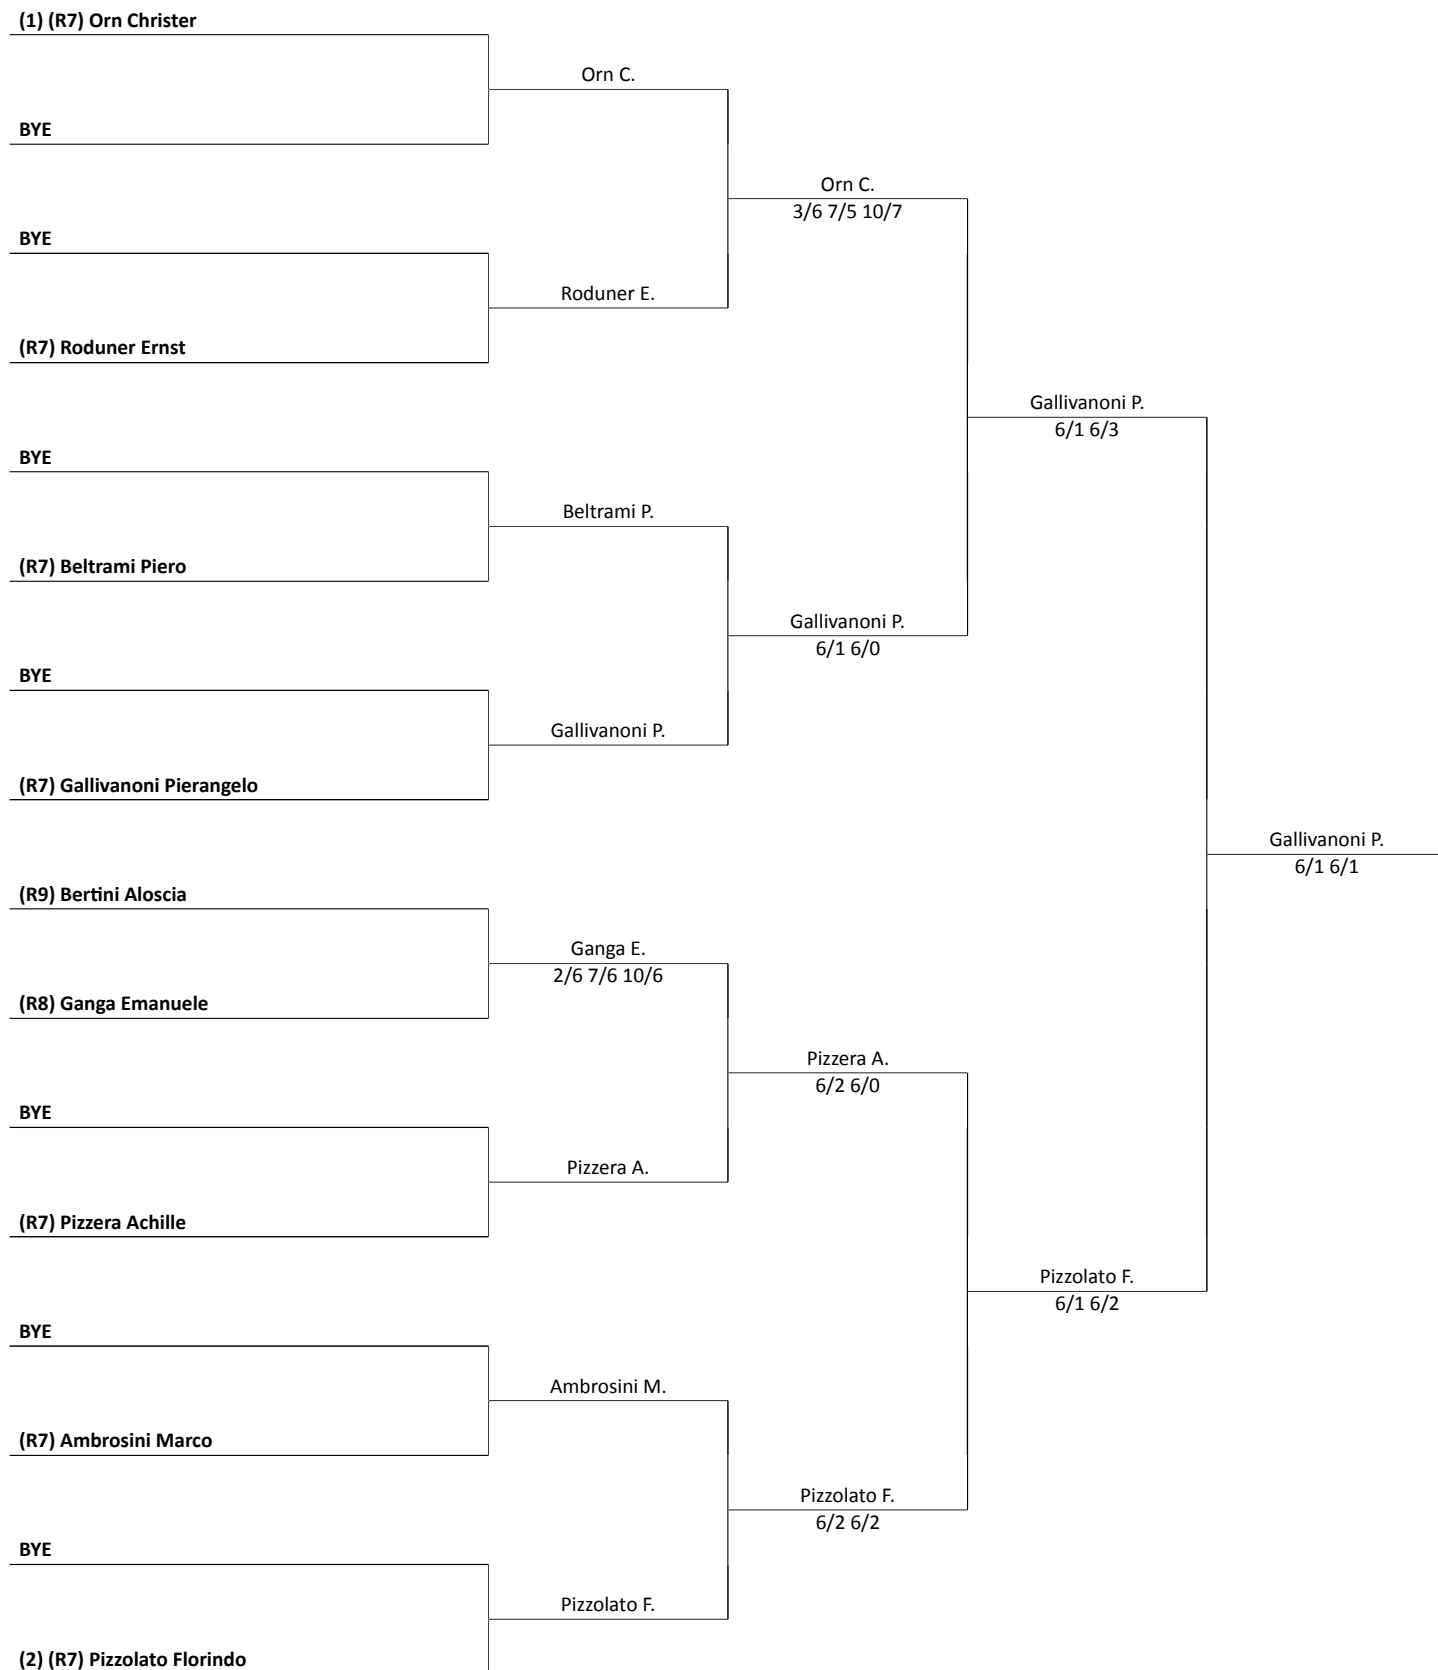 (1) (R7) Orn Christer
Orn C.
BYE
Orn C.
3/6 7/5 10/7
BYE
Roduner E.
(R7) Roduner Ernst
Gallivanoni P.
6/1 6/3
BYE
Beltrami P.
(R7) Beltrami Piero
Gallivanoni P.
6/1 6/0
BYE
Gallivanoni P.
(R7) Gallivanoni Pierangelo
Gallivanoni P.
6/1 6/1
(R9) Bertini Aloscia
Ganga E.
2/6 7/6 10/6
(R8) Ganga Emanuele
Pizzera A.
6/2 6/0
BYE
Pizzera A.
(R7) Pizzera Achille
Pizzolato F.
6/1 6/2
BYE
Ambrosini M.
(R7) Ambrosini Marco
Pizzolato F.
6/2 6/2
BYE
Pizzolato F.
(2) (R7) Pizzolato Florindo